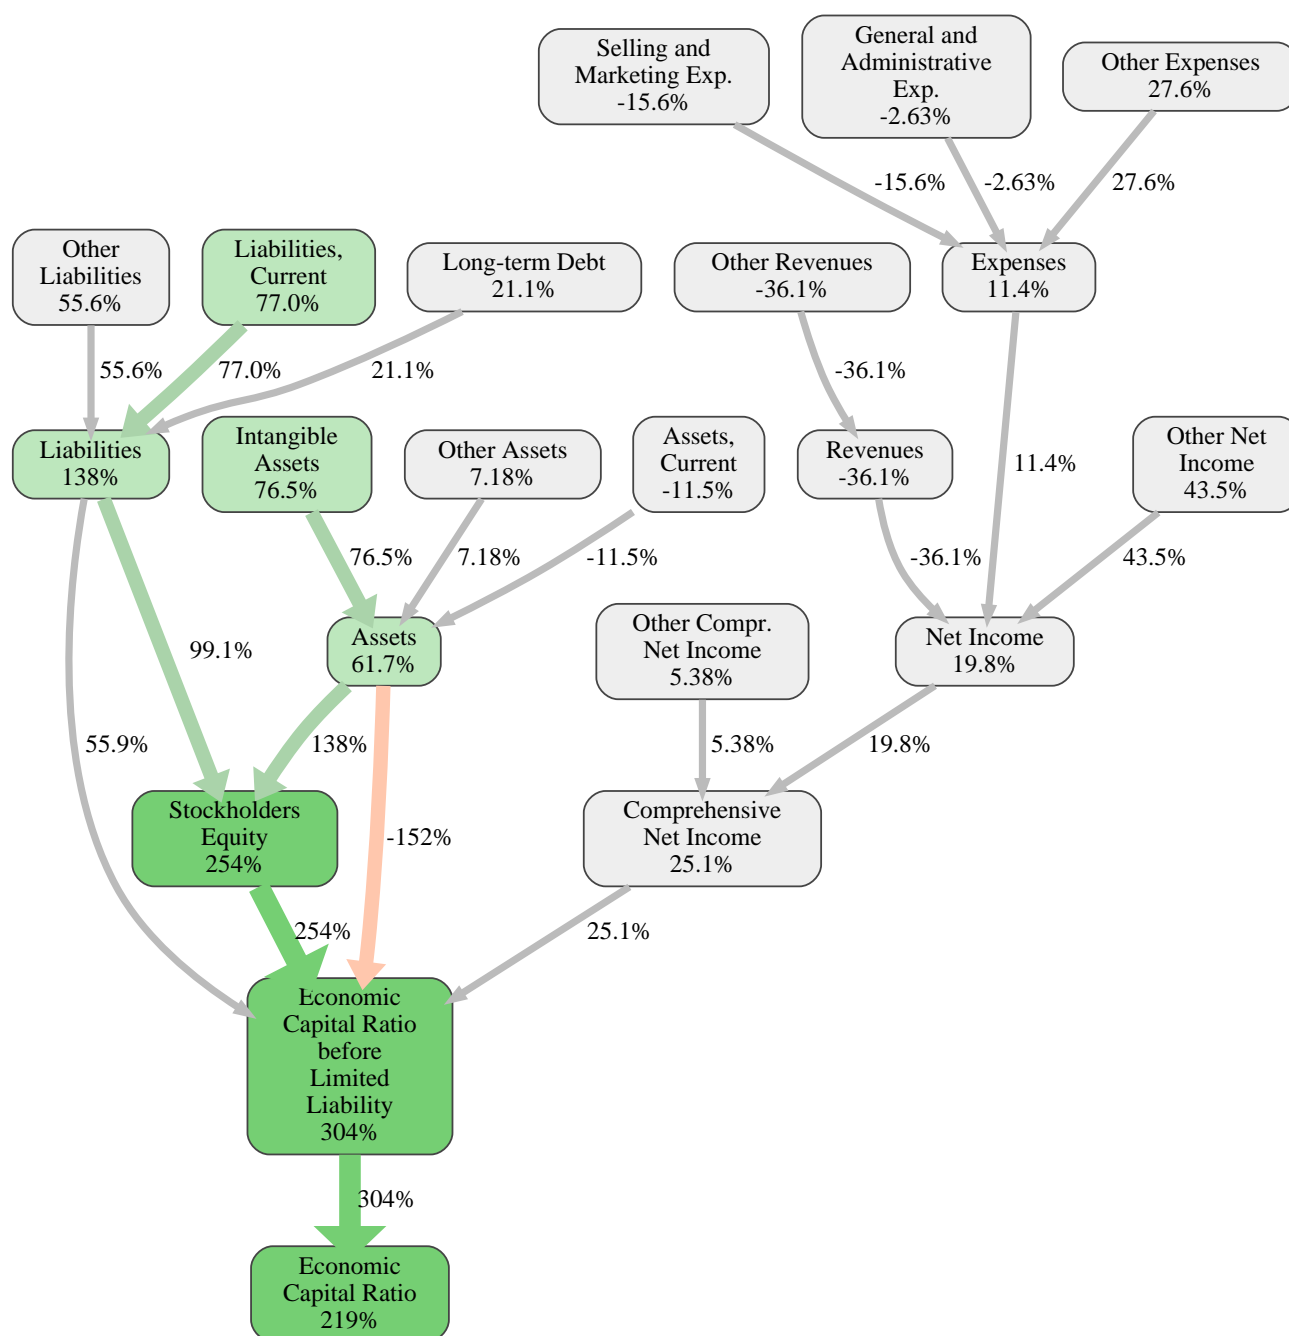 Selling and
Marketing Exp.
-15.6%
General and
Administrative
Exp.
-2.63%
Other Expenses
27.6%
-15.6%
-2.63%
27.6%
Other
Liabilities
55.6%
Liabilities,
Current
77.0%
Long-term Debt
21.1%
Other Revenues
-36.1%
Expenses
11.4%
55.6%
77.0%
21.1%
-36.1%
Liabilities
138%
Intangible
Assets
76.5%
Other Assets
7.18%
Assets,
Current
-11.5%
Revenues
-36.1%
11.4%
Other Net
Income
43.5%
76.5%
7.18%
-11.5%
-36.1%
43.5%
99.1%
Assets
61.7%
Other Compr.
Net Income
5.38%
Net Income
19.8%
55.9%
138%
5.38%
19.8%
Stockholders
Equity
254%
-152%
Comprehensive
Net Income
25.1%
254%
25.1%
Economic
Capital Ratio
before
Limited
Liability
304%
304%
Economic
Capital Ratio
219%